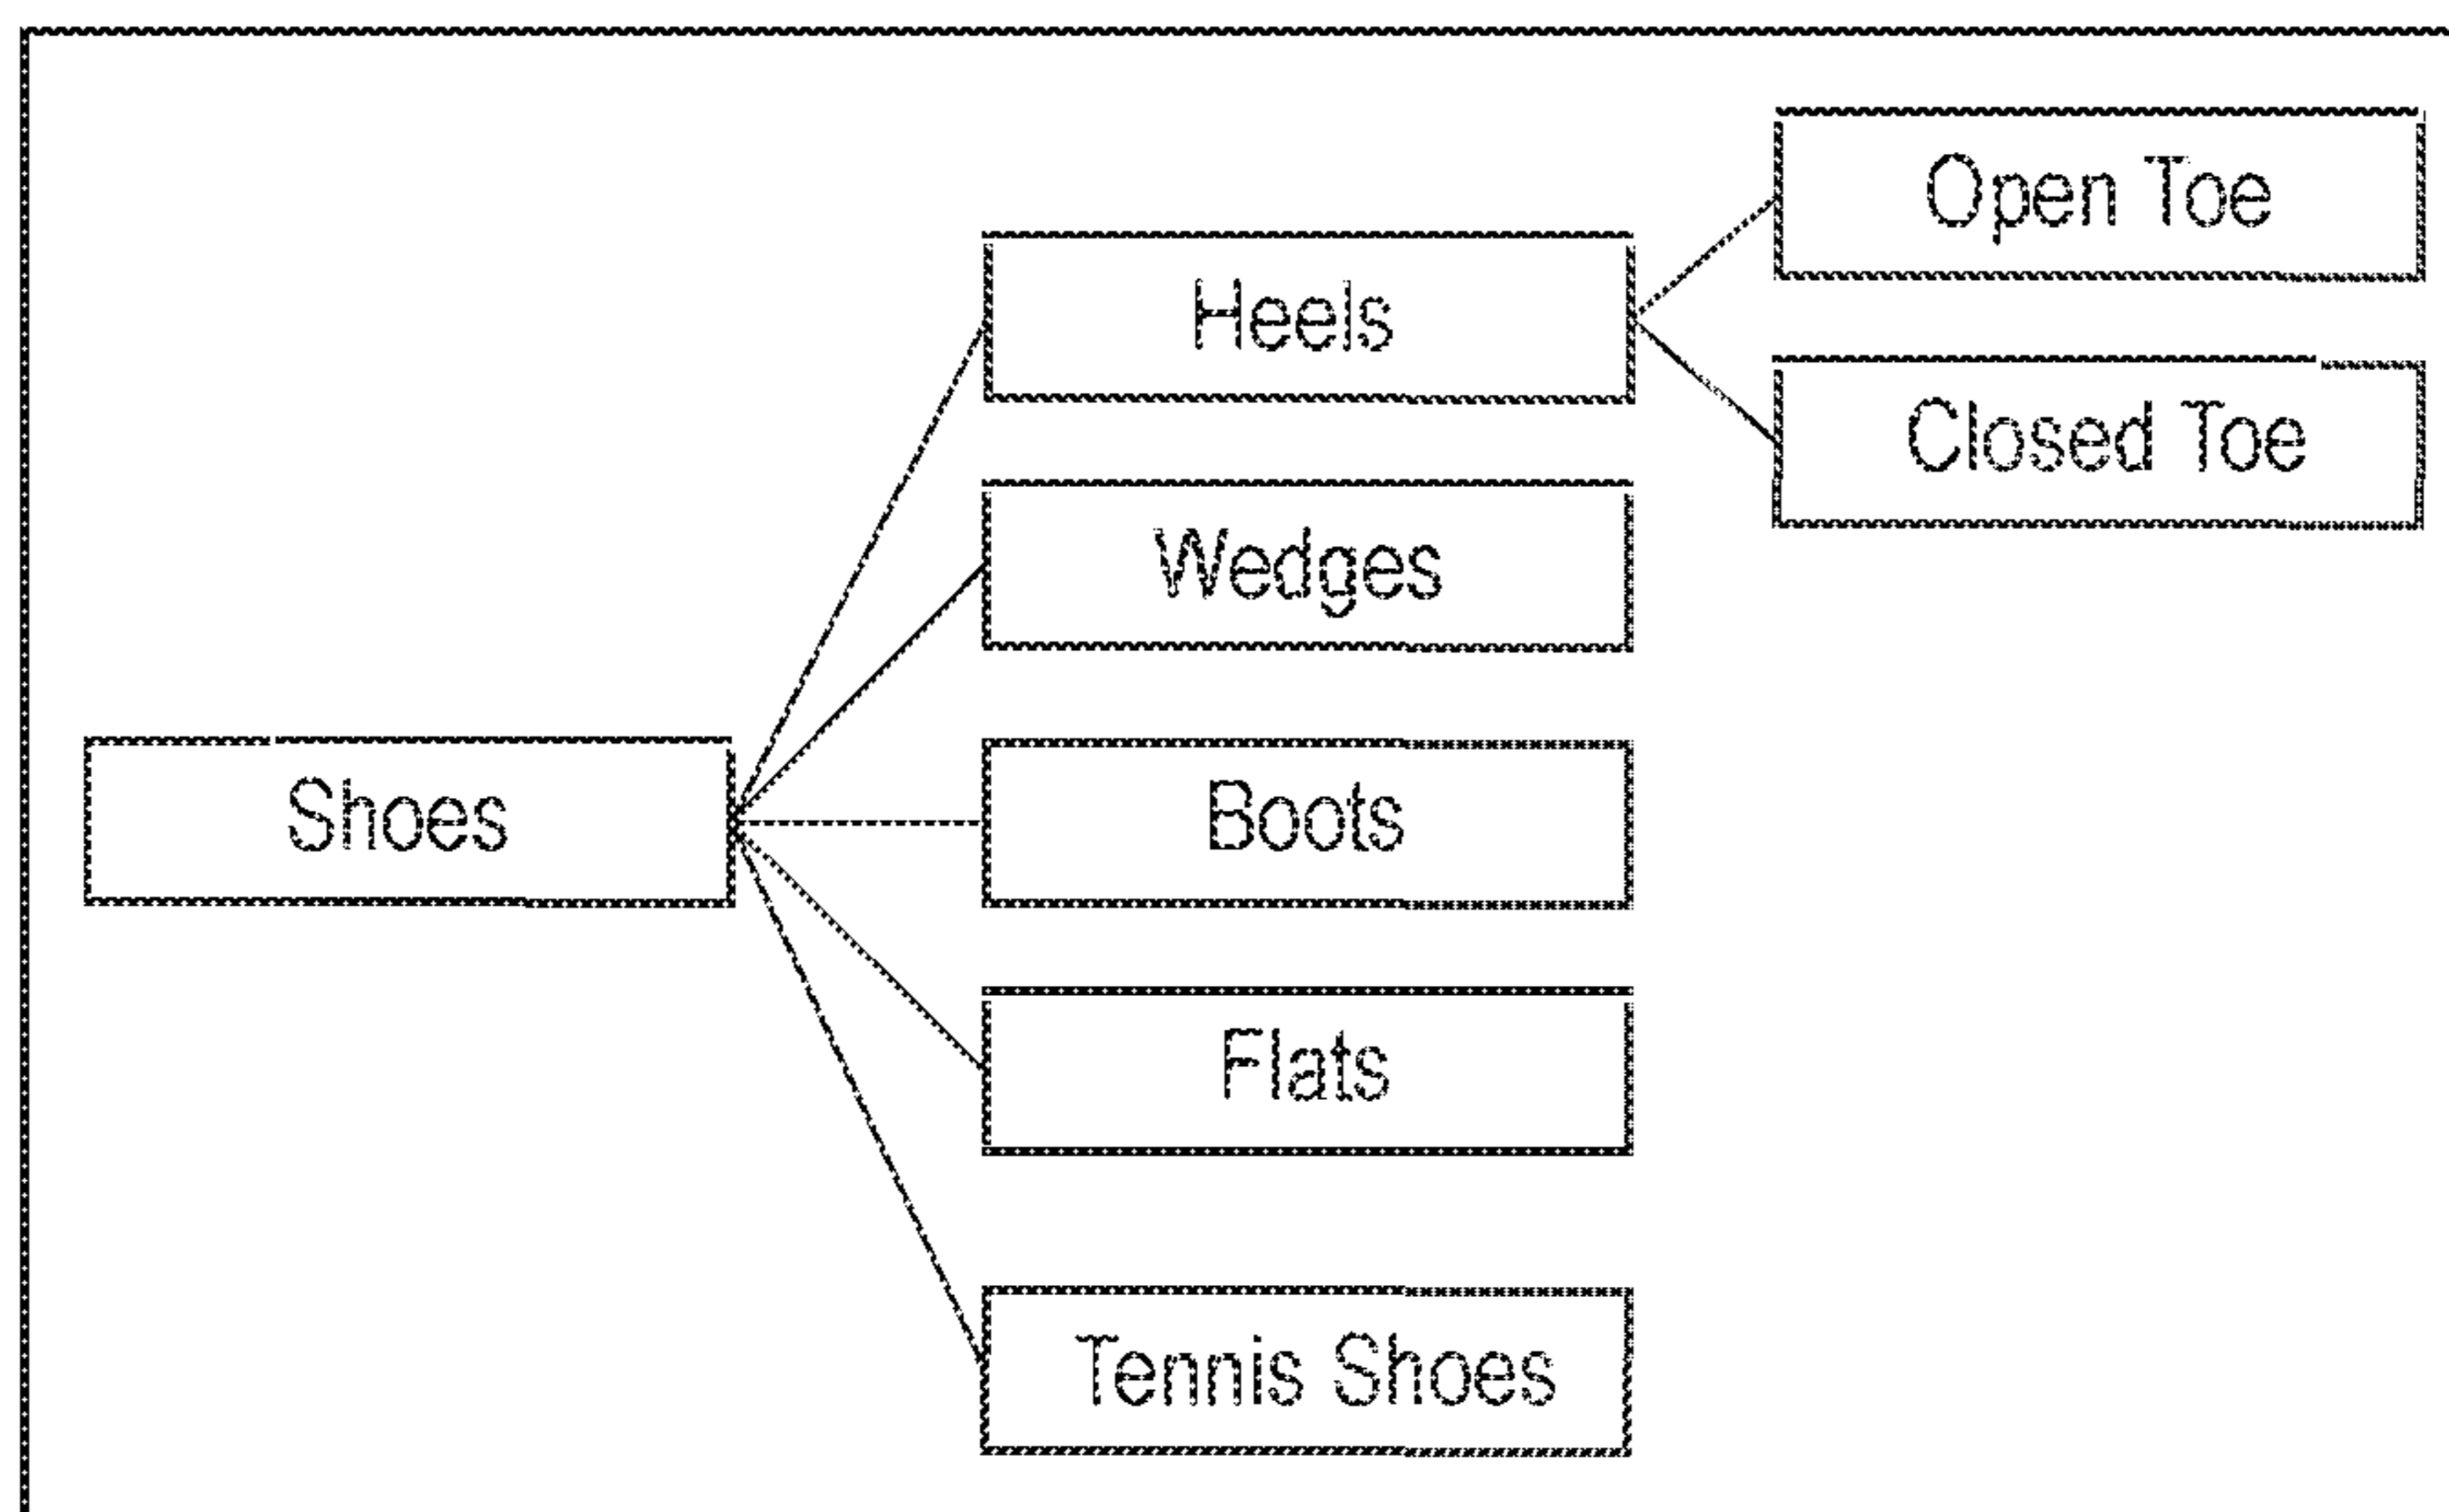 Open Toe
Heels
Closed Toe
Wedges
Shoes
Boots
Flats
Tennis Shoes